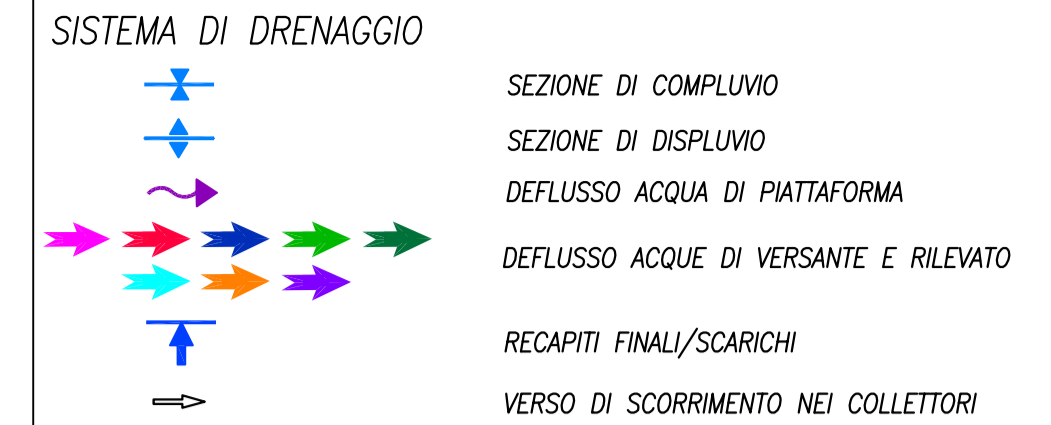 SISTEMA DI DRENAGGIO
SEZIONE DI COMPLUVIO
SEZIONE DI DISPLUVIO
DEFLUSSO ACQUA DI PIATTAFORMA
DEFLUSSO ACQUE DI VERSANTE E RILEVATO
RECAPITI FINALI/SCARICHI
VERSO DI SCORRIMENTO NEI COLLETTORI